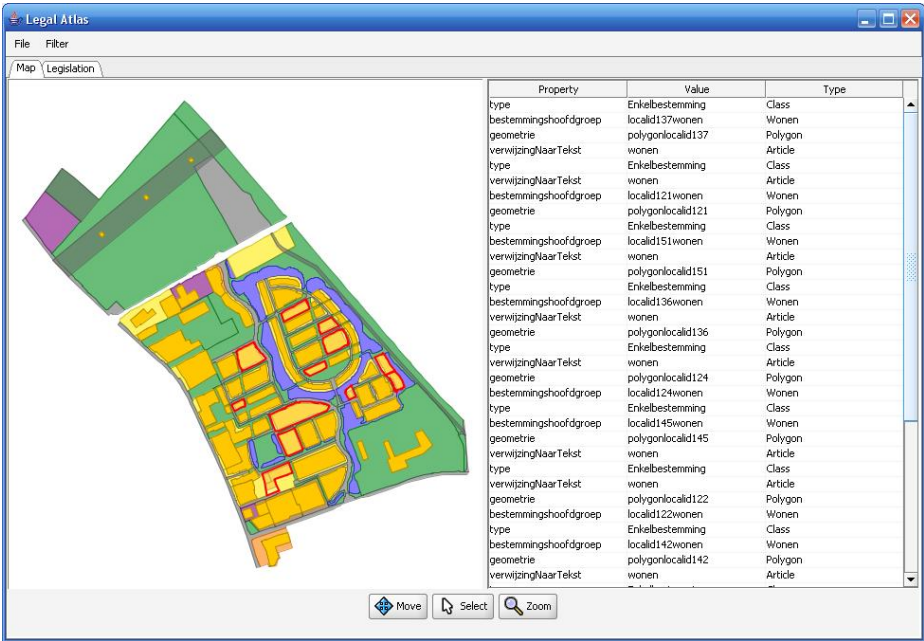 Legal Atlas
File Filter
Map Legislation
Property Value Type
type Enkelbestemming Class
bestemmingshoofdgroep localid137wonen Wonen
geometrie polygonlocalid137 Polygon
verwijzingNaarTekst wonen Article
type Enkelbestemming Class
verwijzingNaarTekst wonen Article
bestemmingshoofdgroep localid121wonen Wonen
geometrie polygonlocalid121 Polygon
type Enkelbestemming Class
bestemmingshoofdgroep localid151wonen Wonen
verwijzingNaarTekst wonen Article
geometrie polygonlocalid151 Polygon
type Enkelbestemming Class
bestemmingshoofdgroep localid136wonen Wonen
verwijzingNaarTekst wonen Article
geometrie polygonlocalid136 Polygon
type Enkelbestemming Class
verwijzingNaarTekst wonen Article
geometrie polygonlocalid124 Polygon
bestemmingshoofdgroep localid124wonen Wonen
type Enkelbestemming Class
bestemmingshoofdgroep localid145wonen Wonen
geometrie polygonlocalid145 Polygon
verwijzingNaarTekst wonen Article
type Enkelbestemming Class
verwijzingNaarTekst wonen Article
geometrie polygonlocalid122 Polygon
bestemmingshoofdgroep localid122wonen Wonen
type Enkelbestemming Class
bestemmingshoofdgroep localid142wonen Wonen
geometrie polygonlocalid142 Polygon
verwijzingNaarTekst wonen Article
Move Select Zoom